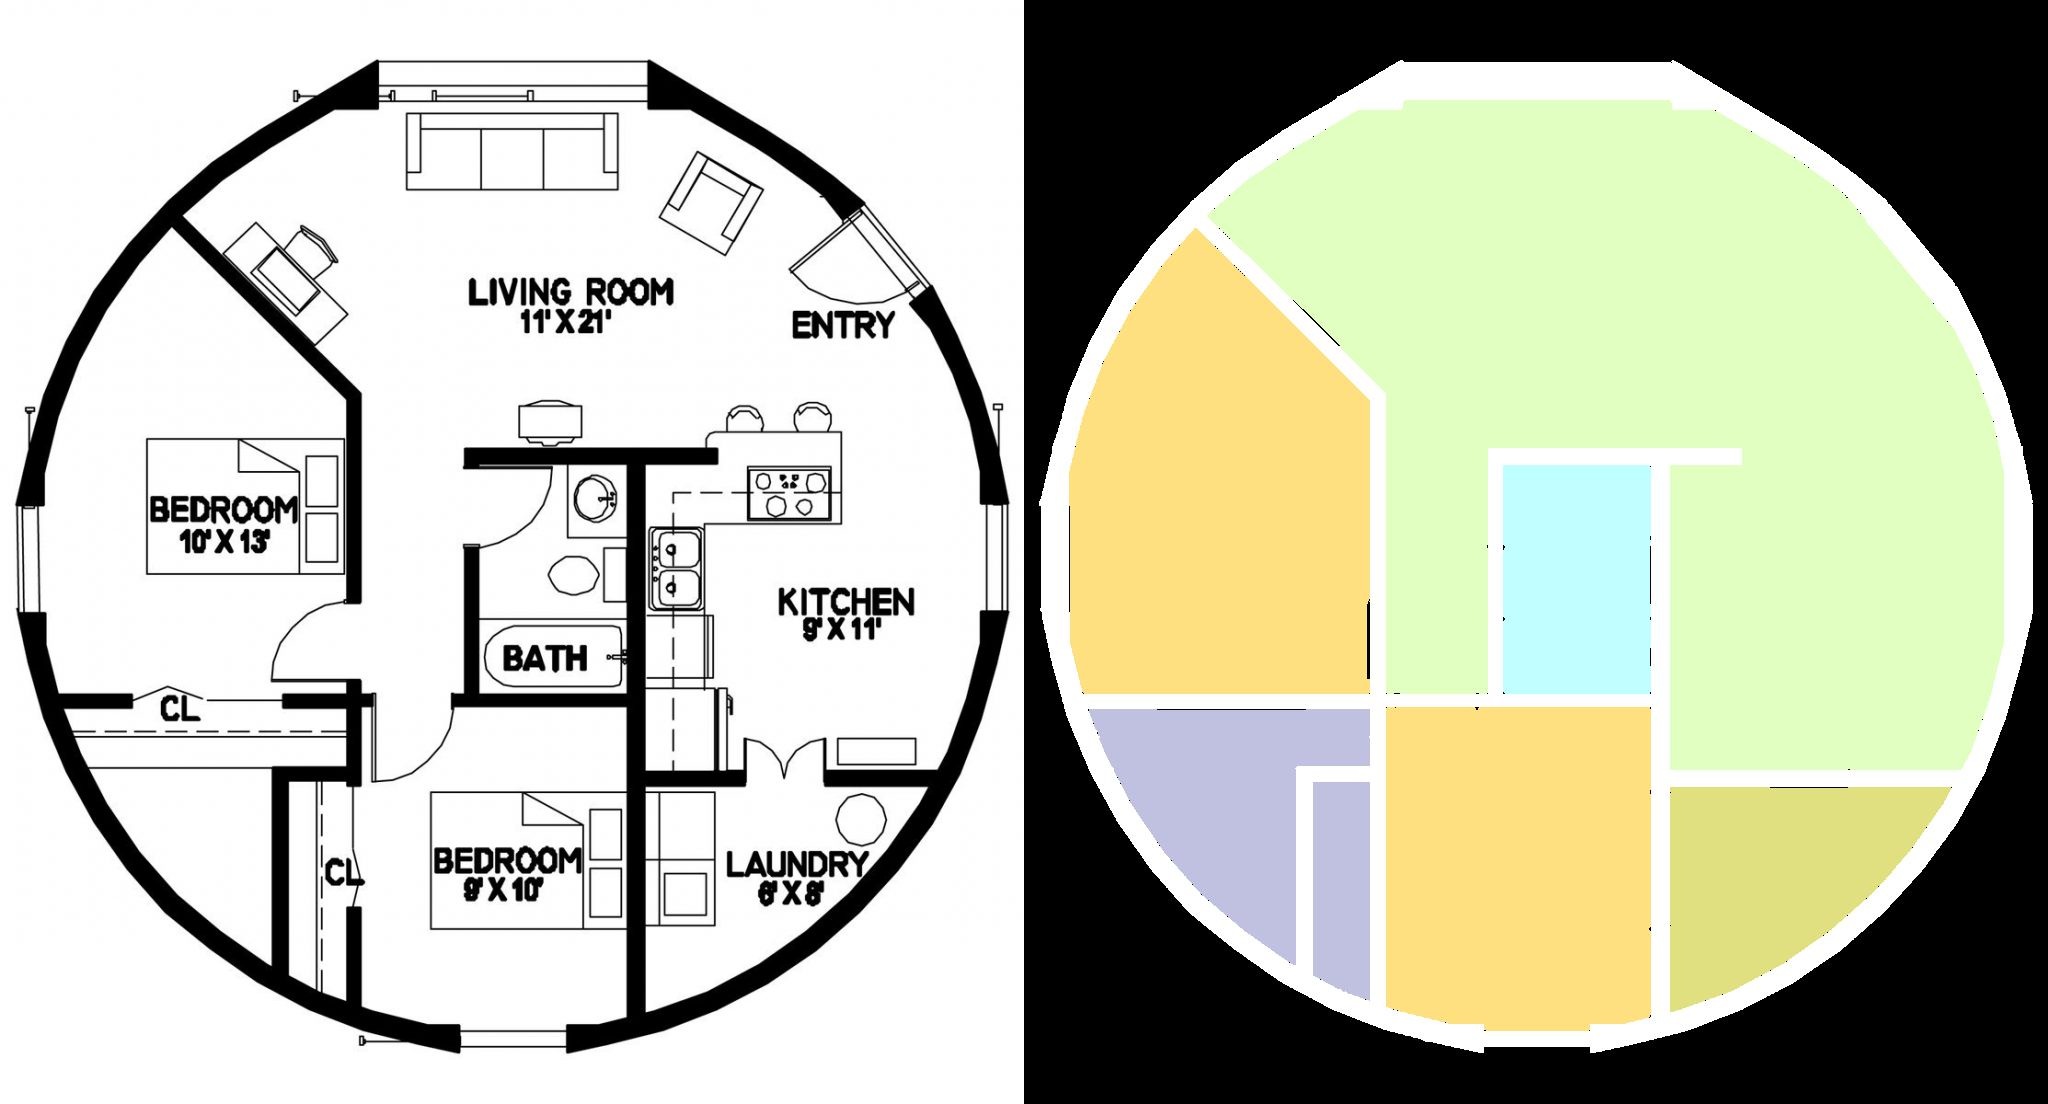 LIVING ROOM
11' X 21'
ENTRY
BEDROOM
10' X 13'
KITCHEN
9' X 11'
BATH
CL
CL
BEDROOM
9' X 10'
LAUNDRY
6' X 8'